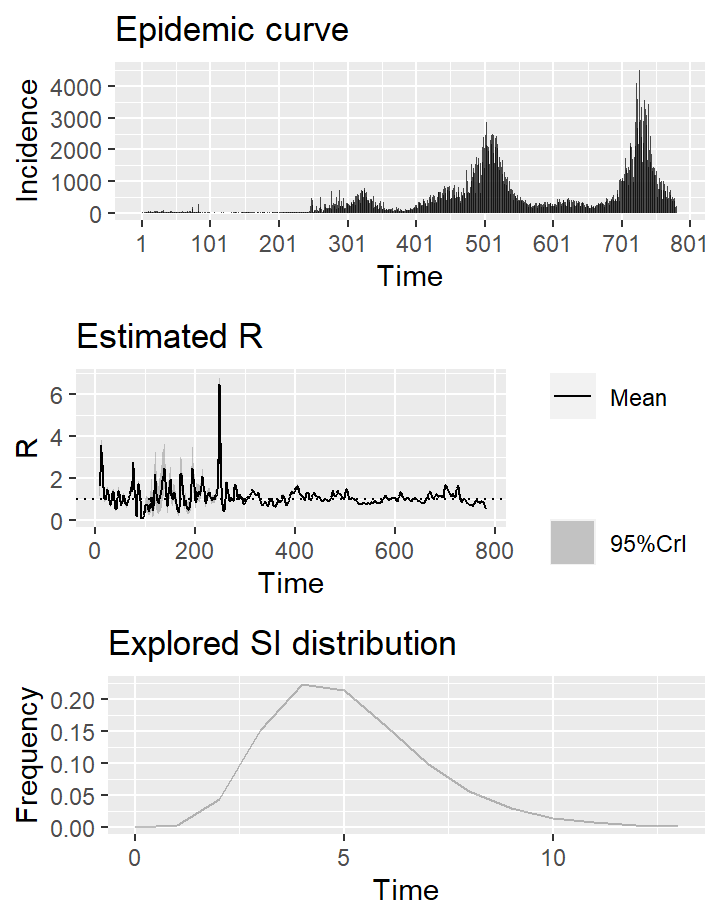 Epidemic curve
4000
3000
2000
1000
0
Incidence
1 101 201 301 401 501 601 701 801
Time
Estimated R
6
4
2
0
R
0 200 400 600 800
Time
Mean
95%CrI
Explored SI distribution
0.20
0.15
0.10
0.05
0.00
Frequency
0 5 10
Time